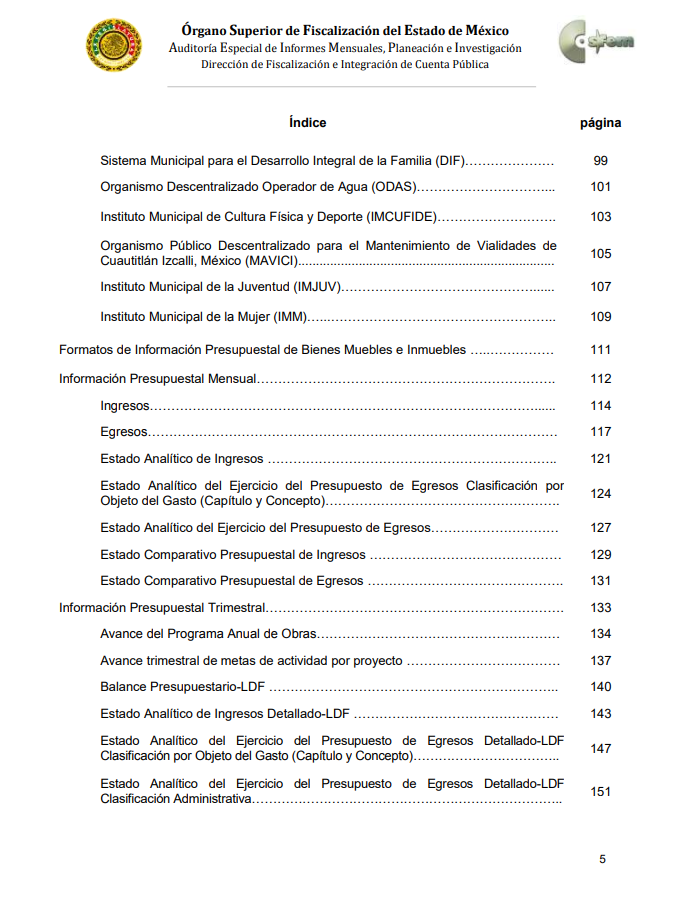 Órgano Superior de Fiscalización del Estado de México
Auditoría Especial de Informes Mensuales, Planeación e Investigación
Dirección de Fiscalización e Integración de Cuenta Pública
osfem
Índice página
Sistema Municipal para el Desarrollo Integral de la Familia (DIF)………………… 99
Organismo Descentralizado Operador de Agua (ODAS)………………………... 101
Instituto Municipal de Cultura Física y Deporte (IMCUFIDE)……………………. 103
Organismo Público Descentralizado para el Mantenimiento de Vialidades de
Cuautitlán Izcalli, México (MAVICI)....................................................................... 105
Instituto Municipal de la Juventud (IMJUV)………………………………………...... 107
Instituto Municipal de la Mujer (IMM)…...……………………………………….. 109
Formatos de Información Presupuestal de Bienes Muebles e Inmuebles ….…………… 111
Información Presupuestal Mensual……………………………………………………………. 112
Ingresos………………………………………………………………………………...... 114
Egresos…………………………………………………………………………………… 117
Estado Analítico de Ingresos ………………………………………………………….. 121
Estado Analítico del Ejercicio del Presupuesto de Egresos Clasificación por
Objeto del Gasto (Capítulo y Concepto)………………………………………………. 124
Estado Analítico del Ejercicio del Presupuesto de Egresos………………………… 127
Estado Comparativo Presupuestal de Ingresos ……………………………………… 129
Estado Comparativo Presupuestal de Egresos ………………………………………. 131
Información Presupuestal Trimestral…………………………………………………………… 133
Avance del Programa Anual de Obras………………………………………………… 134
Avance trimestral de metas de actividad por proyecto ……………………………… 137
Balance Presupuestario-LDF ………………………………………………………….. 140
Estado Analítico de Ingresos Detallado-LDF ………………………………………… 143
Estado Analítico del Ejercicio del Presupuesto de Egresos Detallado-LDF
Clasificación por Objeto del Gasto (Capítulo y Concepto)…………………………….. 147
Estado Analítico del Ejercicio del Presupuesto de Egresos Detallado-LDF
Clasificación Administrativa……………………………………………………………….. 151
5